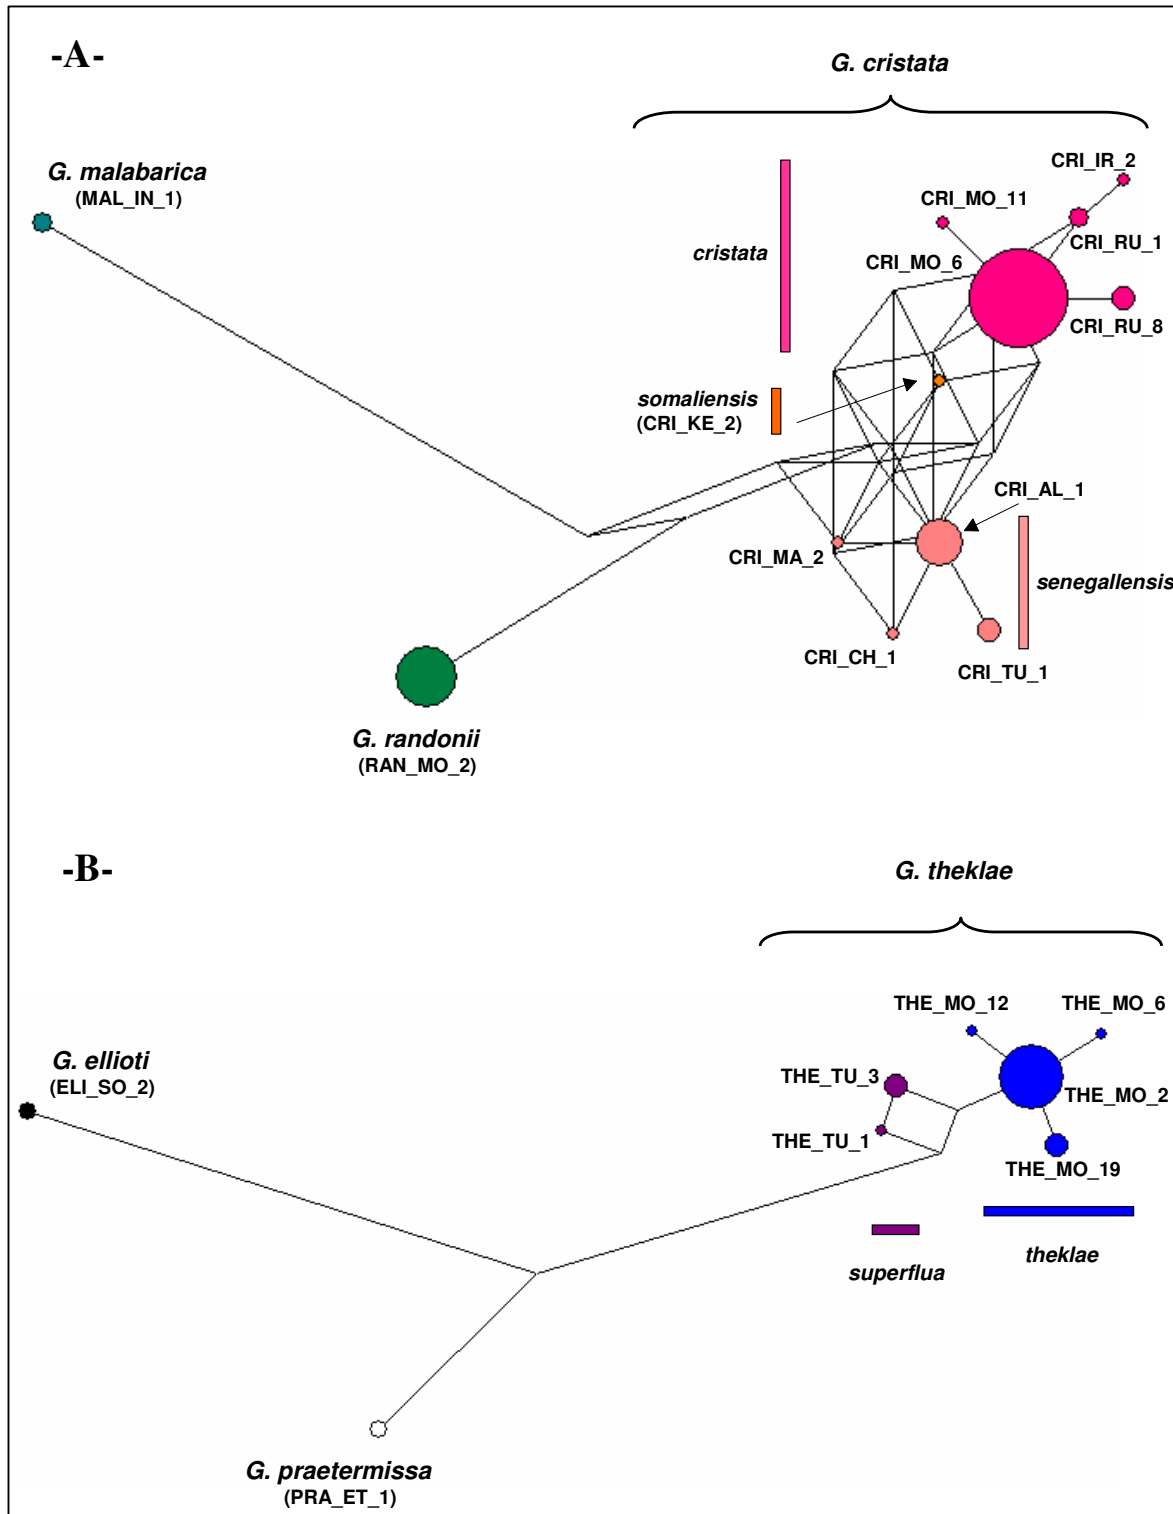 -A-
G. cristata
G. malabarica
(MAL_IN_1)
CRI_IR_2
CRI_MO_11
CRI_RU_1
cristata
CRI_MO_6
CRI_RU_8
somaliensis
(CRI_KE_2)
CRI_AL_1
CRI_MA_2
senegallensis
CRI_CH_1
CRI_TU_1
G. randonii
(RAN_MO_2)
-B-
G. theklae
THE_MO_12
THE_MO_6
G. ellioti
(ELI_SO_2)
THE_TU_3
THE_MO_2
THE_TU_1
THE_MO_19
superflua
theklae
G. praetermissa
(PRA_ET_1)